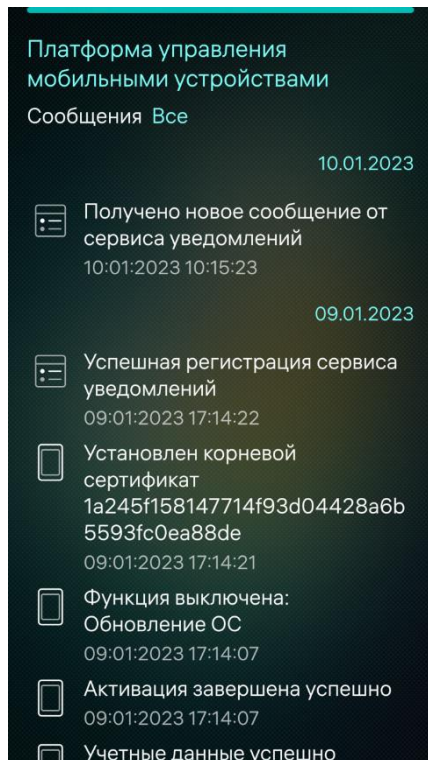 Платформа управления
мобильными устройствами
Сообщения Все
10.01.2023
Получено новое сообщение от
сервиса уведомлений
10:01:2023 10:15:23
09.01.2023
Успешная регистрация сервиса
уведомлений
09:01:2023 17:14:22
Установлен корневой
сертификат
1a245f158147714f93d04428a6b
5593fc0ea88de
09:01:2023 17:14:21
Функция выключена:
Обновление ОС
09:01:2023 17:14:07
Активация завершена успешно
09:01:2023 17:14:07
Учетные данные успешно